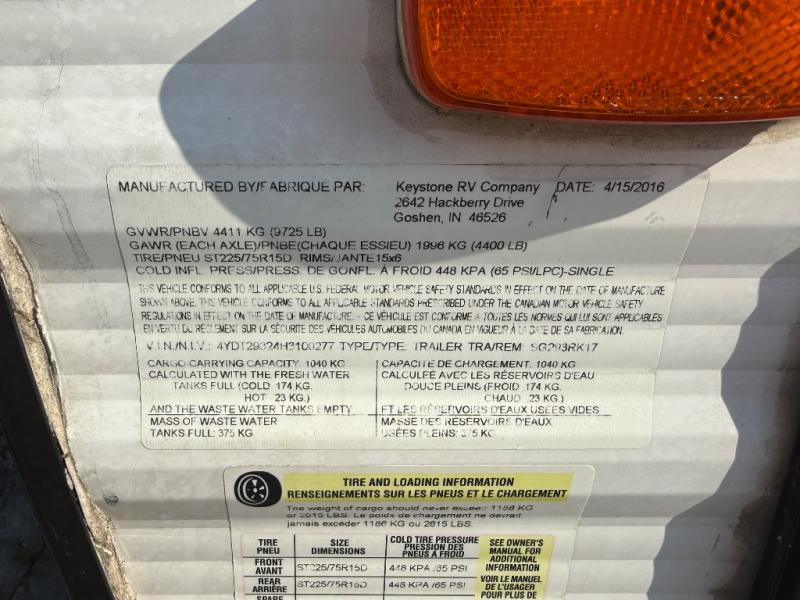 MANUFACTURED BY/FABRIQUE PAR: Keystone RV Company DATE: 4/15/2016
2642 Hackberry Drive
Goshen, IN 46526
GVWR/PNBV 4411 KG (9725 LB)
GAWR (EACH AXLE)/PNBE(CHAQUE ESSIEU) 1996 KG (4400 LB)
TIRE/PNEU ST225/75R15D RIMS/JANTE15x6
COLD INFL. PRESS/PRESS. DE GONFL. À FROID 448 KPA (65 PSI/LPC)-SINGLE
THIS VEHICLE CONFORMS TO ALL APPLICABLE U.S. FEDERAL MOTOR VEHICLE SAFETY STANDARDS IN EFFECT ON THE DATE OF MANUFACTURE
SHOWN ABOVE. THIS VEHICLE CONFORMS TO ALL APPLICABLE STANDARDS PRESCRIBED UNDER THE CANADIAN MOTOR VEHICLE SAFETY
REGULATIONS IN EFFECT ON THE DATE OF MANUFACTURE. - CE VÉHICULE EST CONFORME À TOUTES LES NORMES QUI LUI SONT APPLICABLES
EN VERTU DU RÈGLEMENT SUR LA SÉCURITÉ DES VÉHICULES AUTOMOBILES DU CANADA EN VIGUEUR À LA DATE DE SA FABRICATION.
V.I.N./N.I.V.: 4YDT29324H3100277 TYPE/TYPE: TRAILER TRA/REM: SG293RK17
CARGO-CARRYING CAPACITY: 1040 KG
CALCULATED WITH THE FRESH WATER
TANKS FULL (COLD 174 KG.
HOT 23 KG.)
AND THE WASTE WATER TANKS EMPTY
MASS OF WASTE WATER
TANKS FULL: 375 KG
CAPACITÉ DE CHARGEMENT: 1040 KG
CALCULÉE AVEC LES RÉSERVOIRS D'EAU
DOUCE PLEINS (FROID 174 KG.
CHAUD 23 KG.)
ET LES RÉSERVOIRS D'EAUX USÉES VIDES
MASSE DES RÉSERVOIRS D'EAUX
USÉES PLEINS: 375 KG
TIRE AND LOADING INFORMATION
RENSEIGNEMENTS SUR LES PNEUS ET LE CHARGEMENT
The weight of cargo should never exceed 1186 KG
or 2615 LBS. Le poids de chargement ne devrait
jamais excéder 1186 KG ou 2615 LBS.
TIRE
PNEU
SIZE
DIMENSIONS
COLD TIRE PRESSURE
PRESSION DES
PNEUS A FROID
SEE OWNER'S
MANUAL FOR
ADDITIONAL
INFORMATION
FRONT
AVANT
ST225/75R15D
448 KPA /65 PSI
REAR
ARRIÈRE
ST225/75R15D
448 KPA /65 PSI
VOIR LE MANUEL
DE L'USAGER
POUR PLUS DE
SPARE